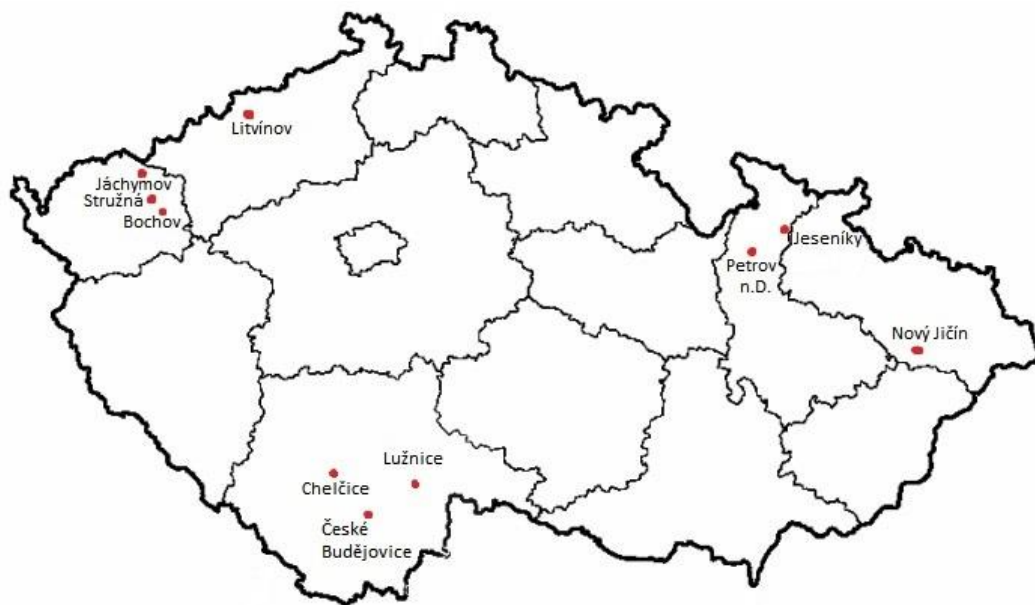 Litvínov
Jáchymov
Stružná
Bochov
Jeseníky
Petrov
n.D.
Nový Jičín
Lužnice
Chelčice
České
Budějovice